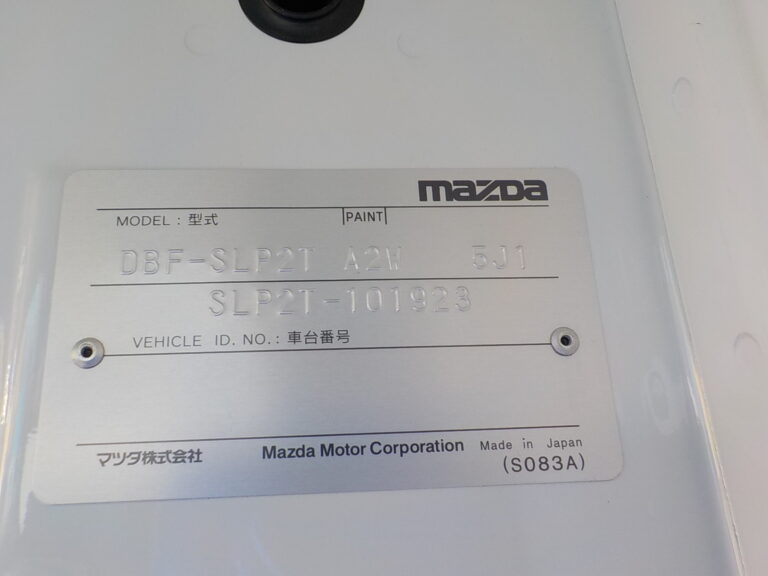 mazda
MODEL : 型式 PAINT
DBF-SLP2T A2W 5J1
SLP2T-101923
VEHICLE ID. NO. : 車台番号
マツダ株式会社 Mazda Motor Corporation Made in Japan
(S083A)